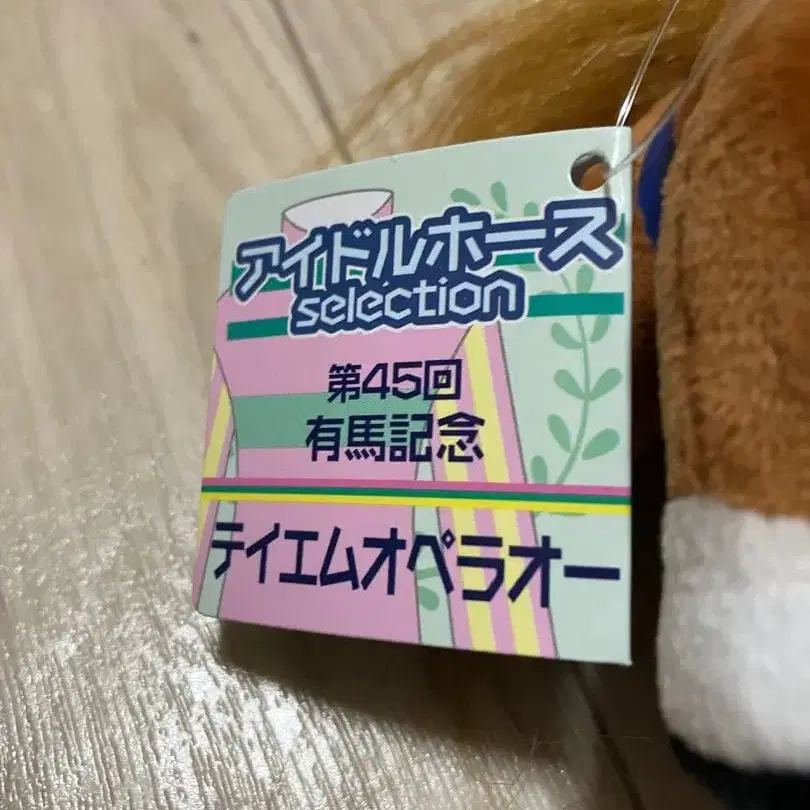 アイドルホース
selection
第45回
有馬記念
テイエムオペラオー